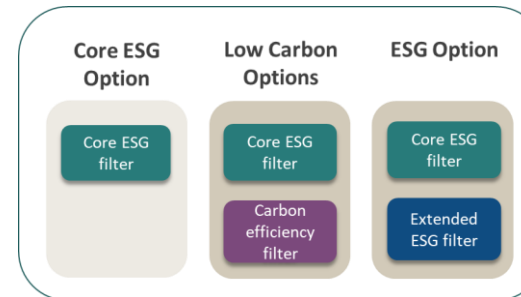 Core ESG
Option
Low Carbon
Options
ESG Option
Core ESG
filter
Core ESG
filter
Carbon
efficiency
filter
Core ESG
filter
Extended
ESG filter